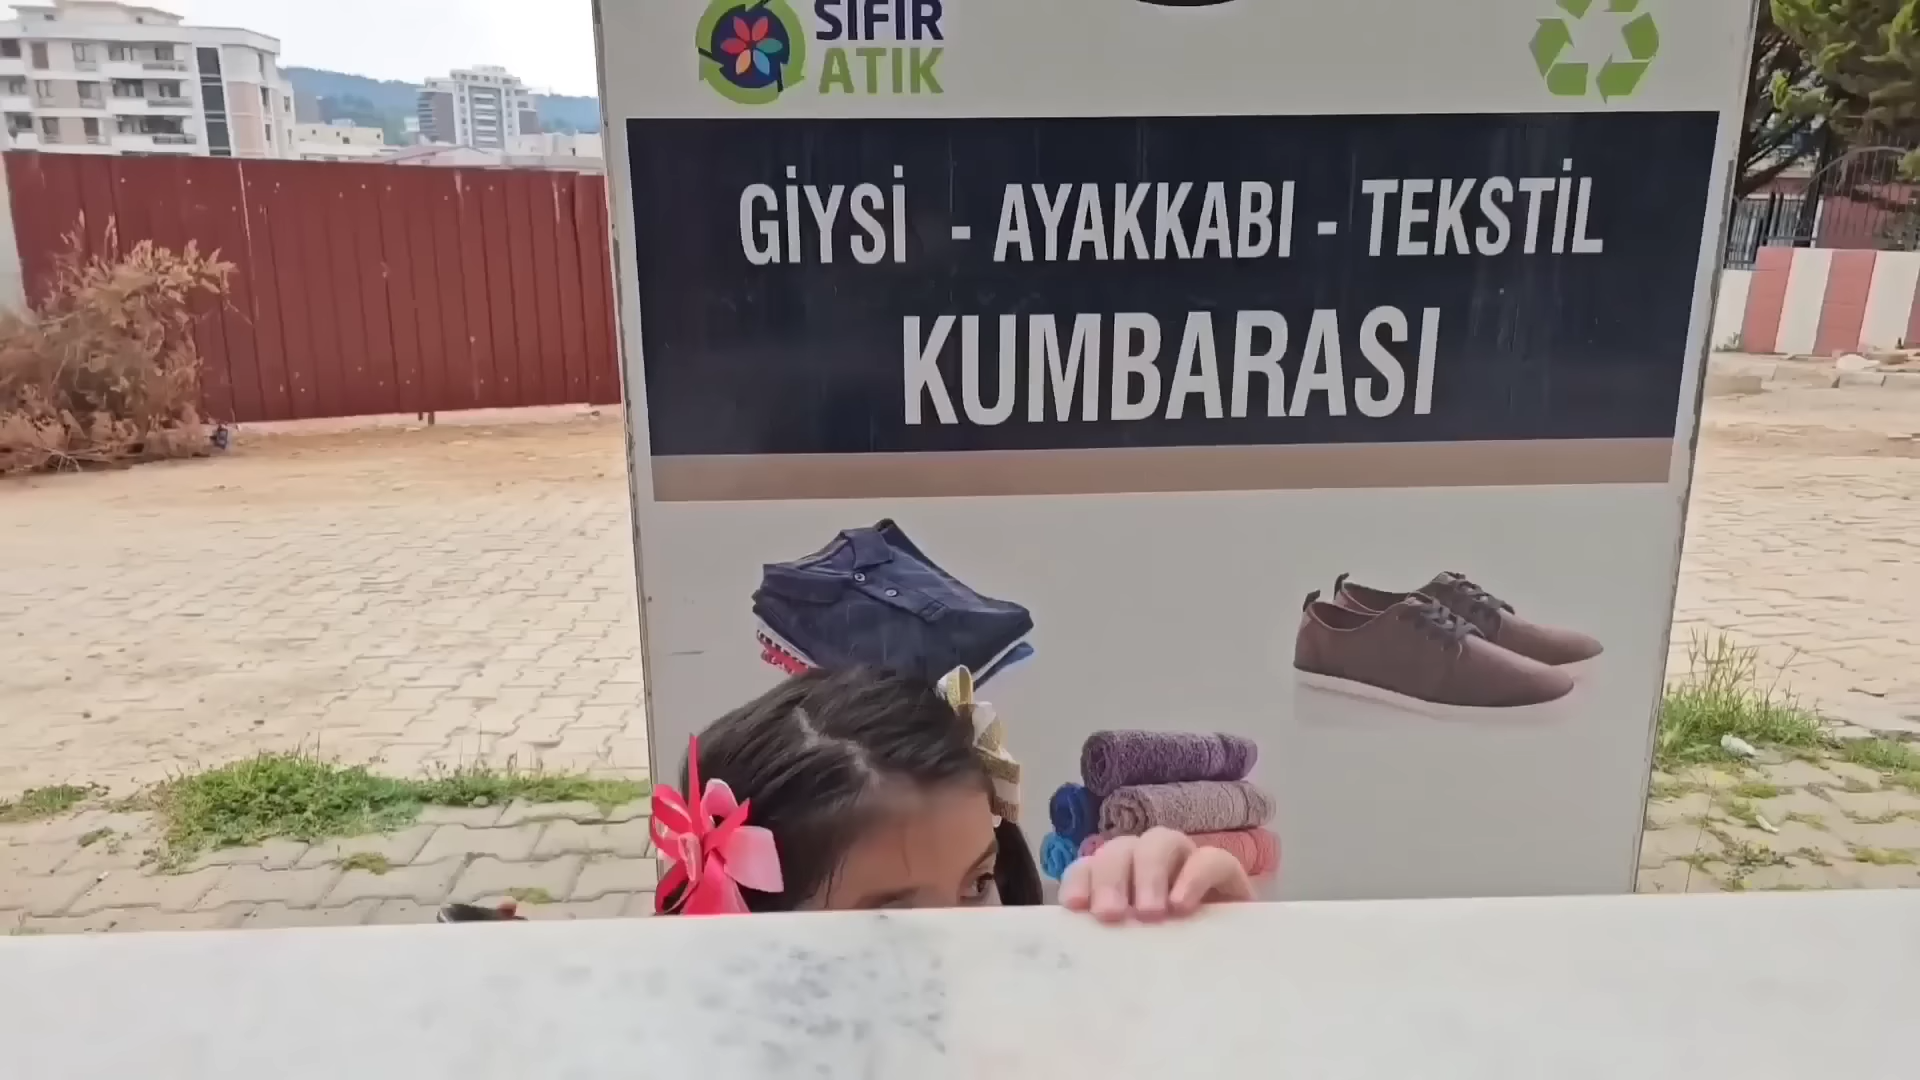 SIFIR
ATIK
GİYSİ - AYAKKABI - TEKSTİL
KUMBARASI